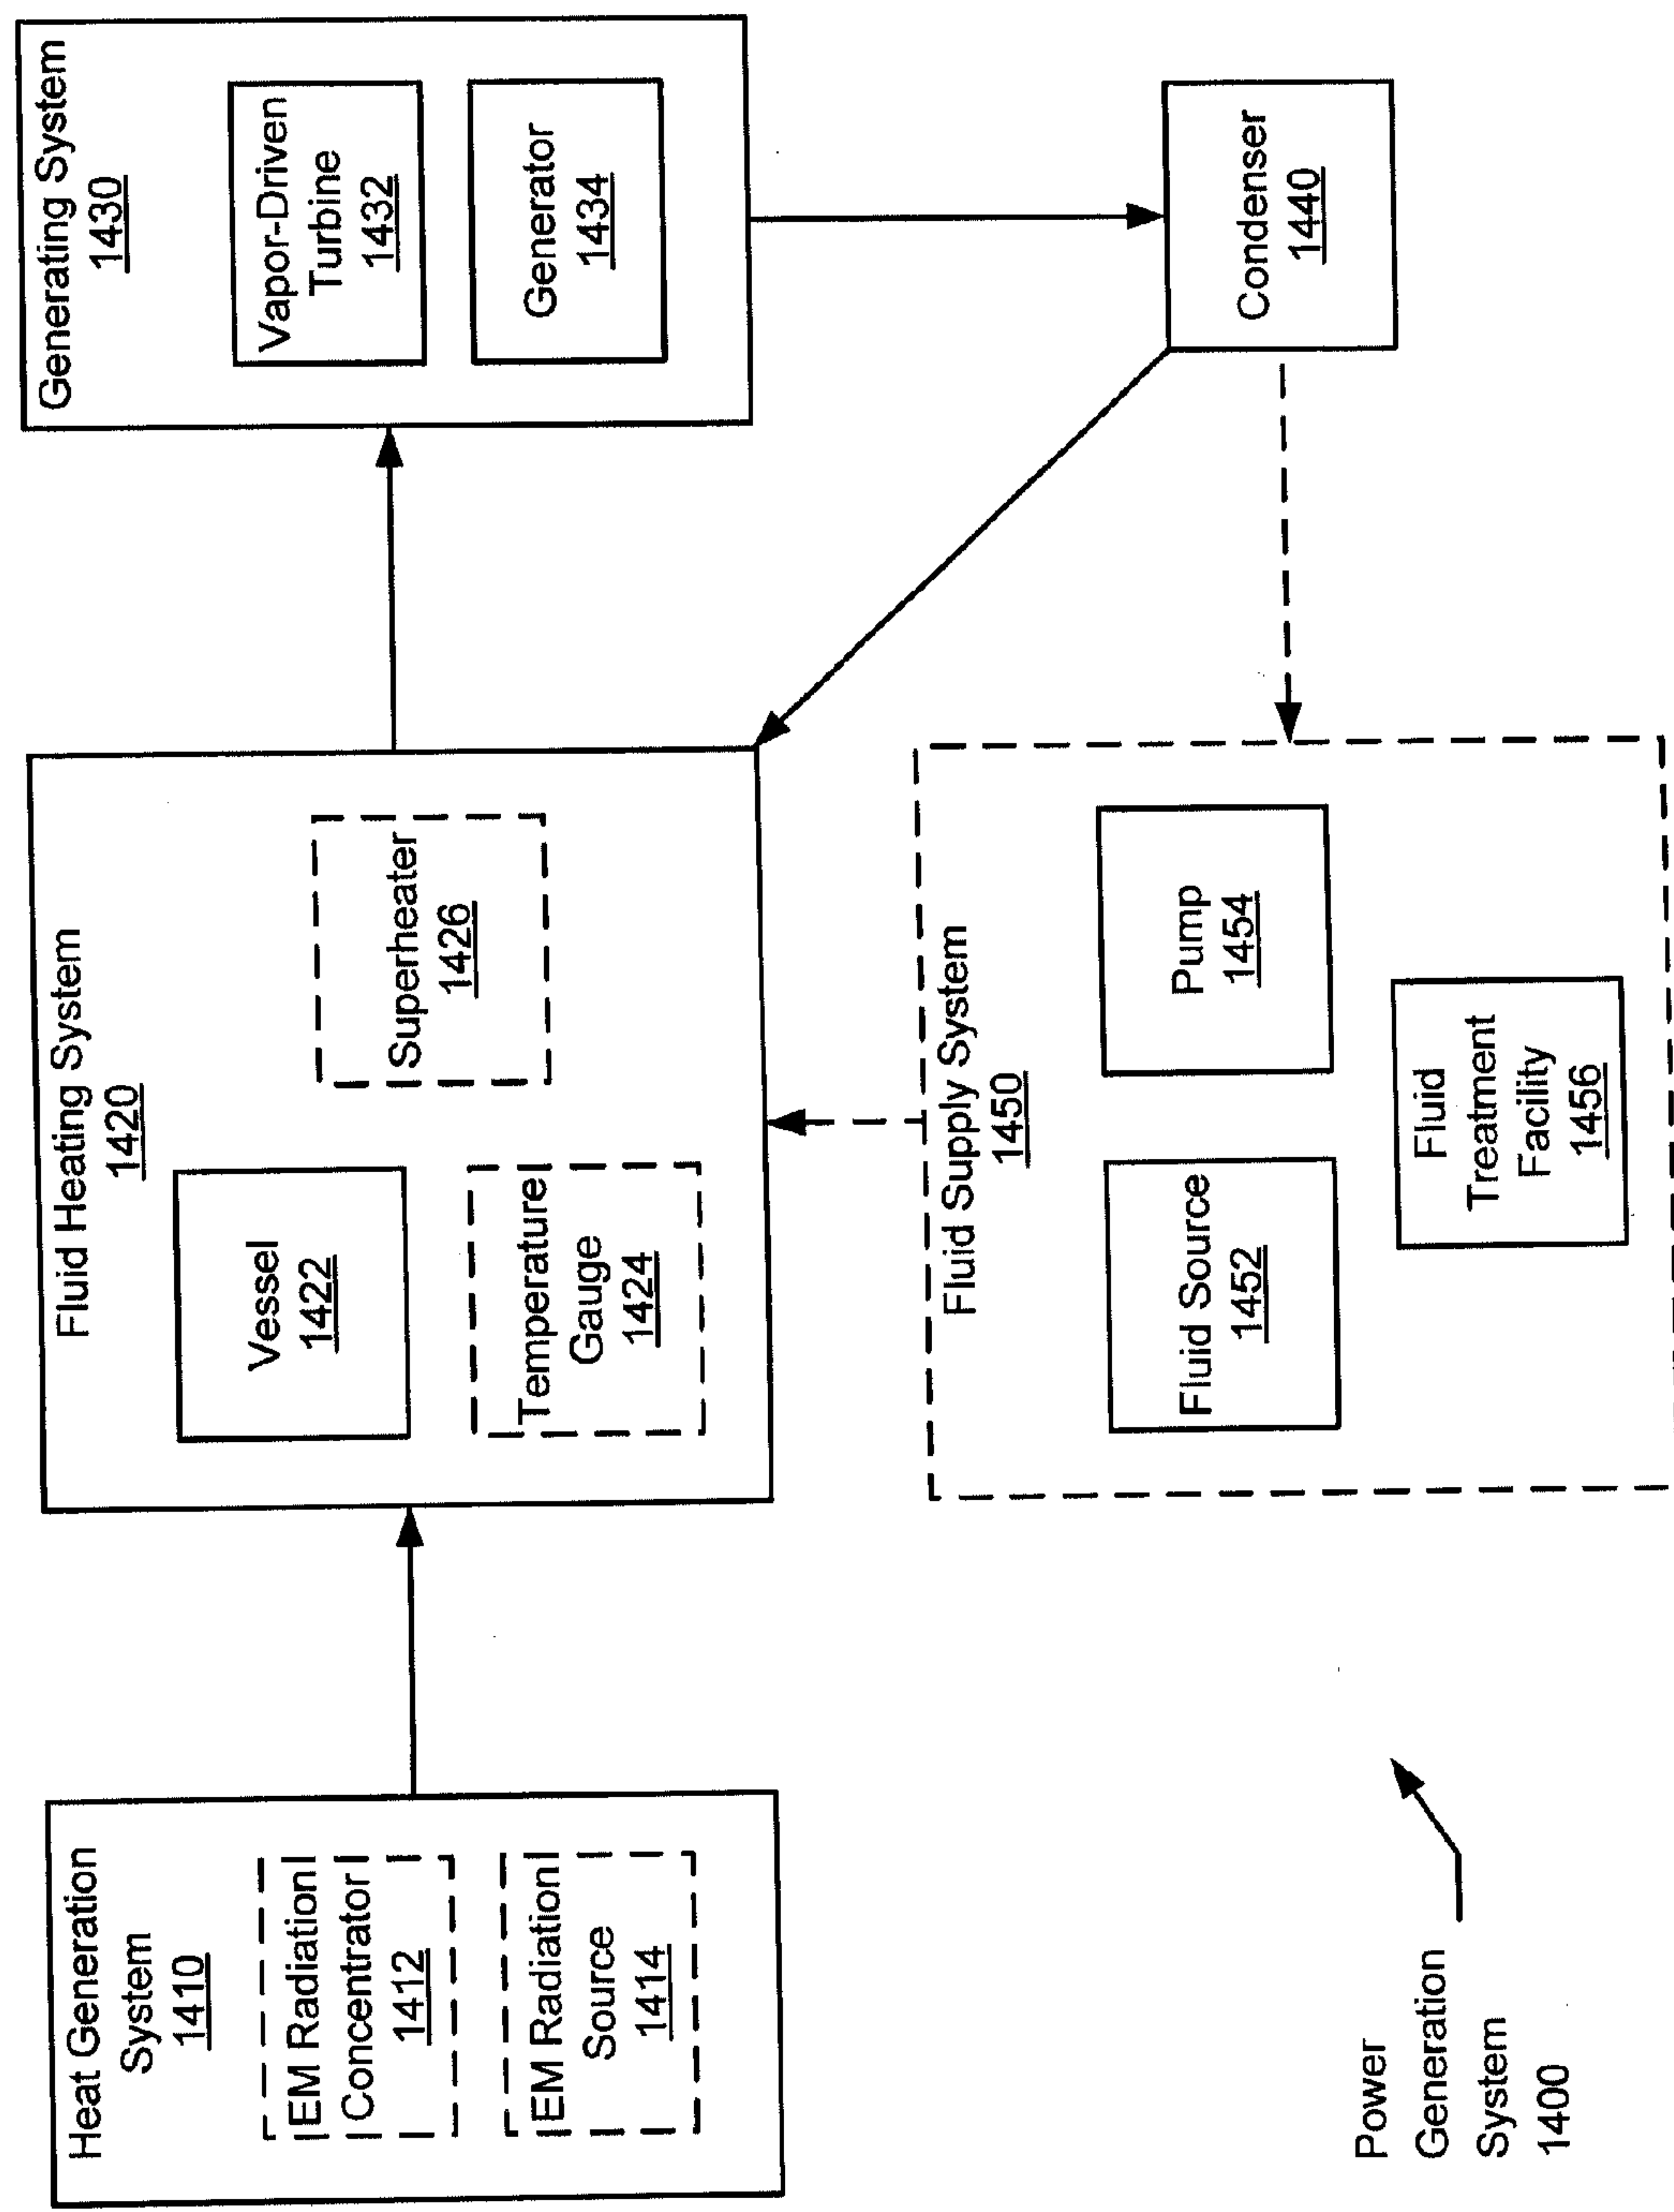 Heat Generation
System
1410
EM Radiation
Concentrator
1412
EM Radiation
Source
1414
Fluid Heating System
1420
Vessel
1422
Temperature
Gauge
1424
Superheater
1426
Generating System
1430
Vapor-Driven
Turbine
1432
Generator
1434
Condenser
1440
Fluid Supply System
1450
Fluid Source
1452
Pump
1454
Fluid
Treatment
Facility
1456
Power
Generation
System
1400